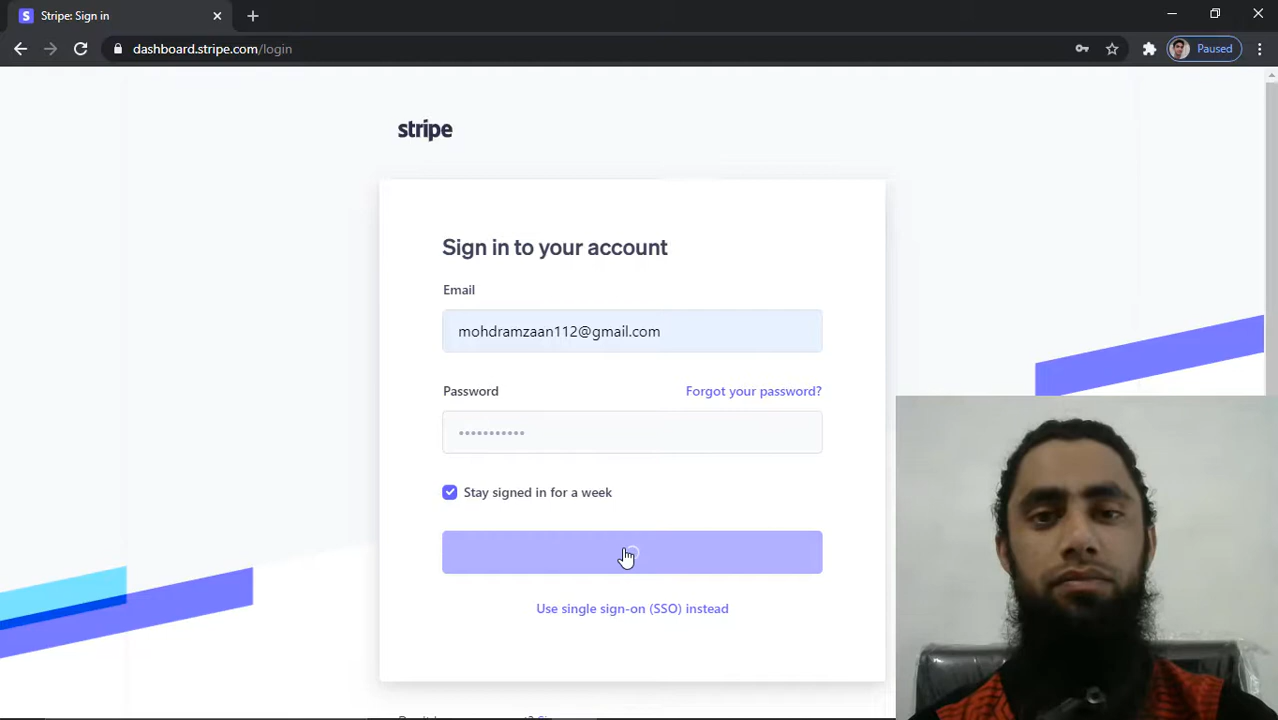 Stripe: Sign in
dashboard.stripe.com/login
Paused
stripe
Sign in to your account
Email
mohdramzaan112@gmail.com
Password
Forgot your password?
Stay signed in for a week
Use single sign-on (SSO) instead